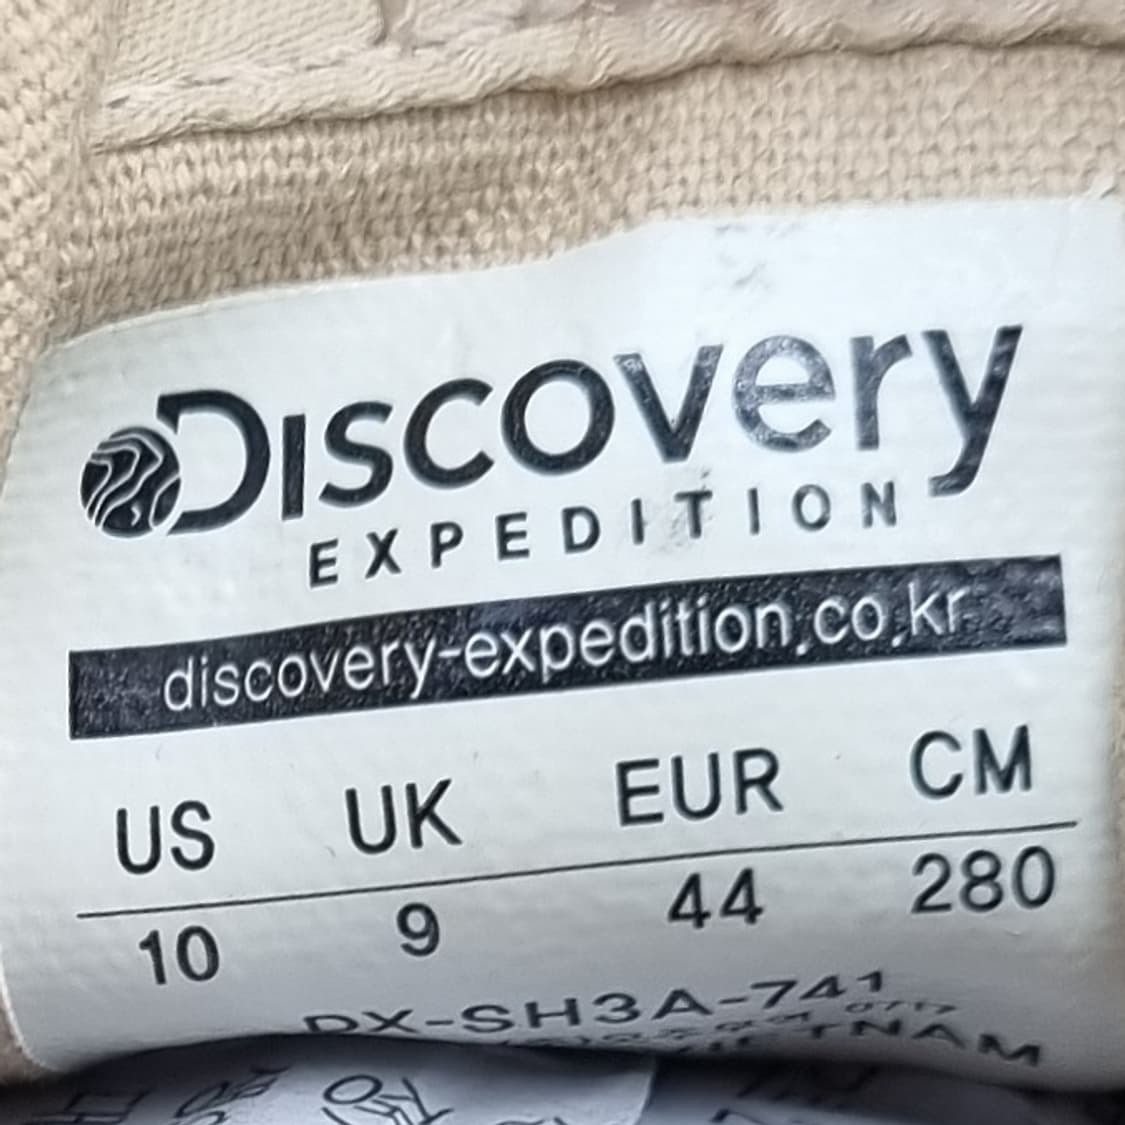 DISCOVERY
EXPEDITION
discovery-expedition.co.kr
US UK EUR CM
10 9 44 280
DX-SH3A-741